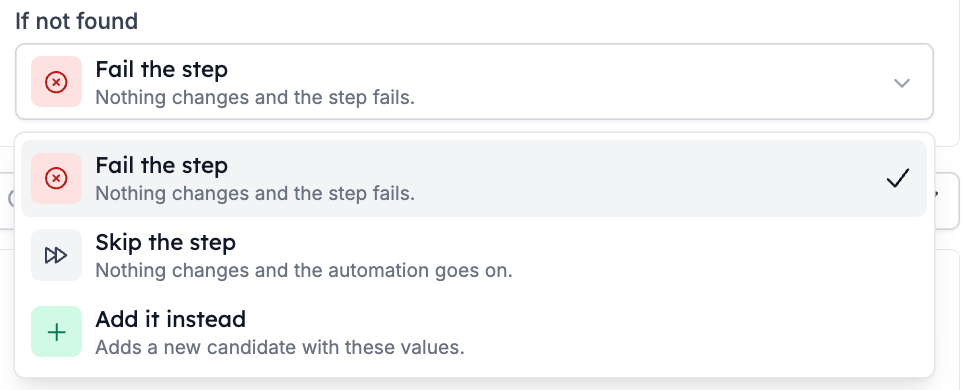 If not found
Fail the step
Nothing changes and the step fails.
Fail the step
Nothing changes and the step fails.
Skip the step
Nothing changes and the automation goes on.
Add it instead
Adds a new candidate with these values.